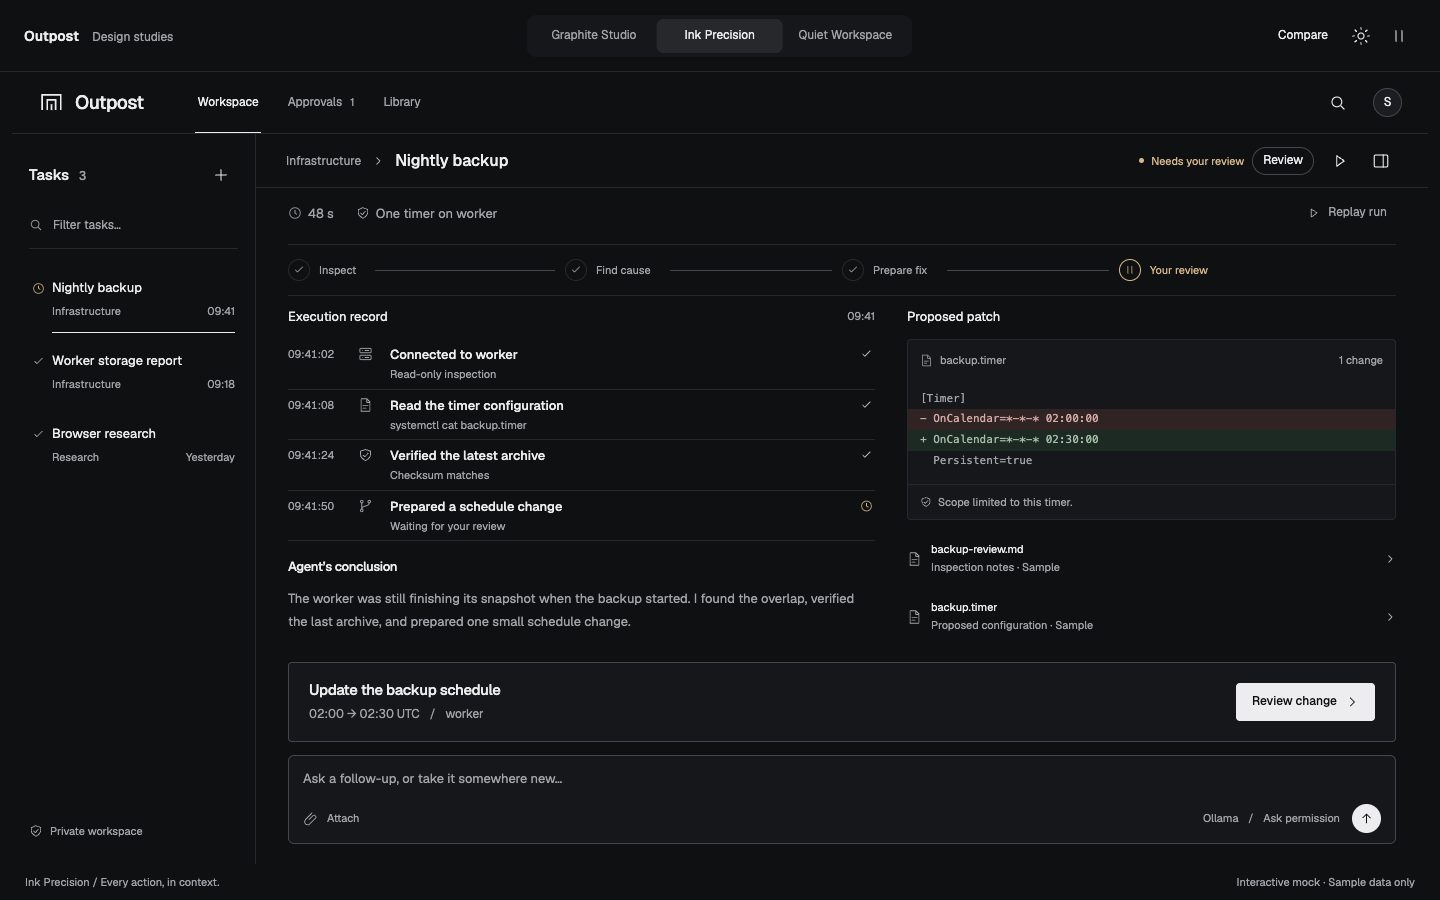 Outpost Design studies
Graphite Studio Ink Precision Quiet Workspace
Compare
Outpost
Workspace Approvals 1 Library
S
Tasks 3
Filter tasks…
Nightly backup
Infrastructure 09:41
Worker storage report
Infrastructure 09:18
Browser research
Research Yesterday
Private workspace
Infrastructure > Nightly backup
Needs your review Review
48 s One timer on worker
Replay run
Inspect Find cause Prepare fix Your review
Execution record 09:41
09:41:02 Connected to worker
Read-only inspection
09:41:08 Read the timer configuration
systemctl cat backup.timer
09:41:24 Verified the latest archive
Checksum matches
09:41:50 Prepared a schedule change
Waiting for your review
Agent's conclusion
The worker was still finishing its snapshot when the backup started. I found the overlap, verified
the last archive, and prepared one small schedule change.
Proposed patch
backup.timer 1 change
[Timer]
− OnCalendar=*-*-* 02:00:00
+ OnCalendar=*-*-* 02:30:00
Persistent=true
Scope limited to this timer.
backup-review.md
Inspection notes · Sample
backup.timer
Proposed configuration · Sample
Update the backup schedule
02:00 → 02:30 UTC / worker
Review change
Ask a follow-up, or take it somewhere new…
Attach
Ollama / Ask permission
Ink Precision / Every action, in context.
Interactive mock · Sample data only